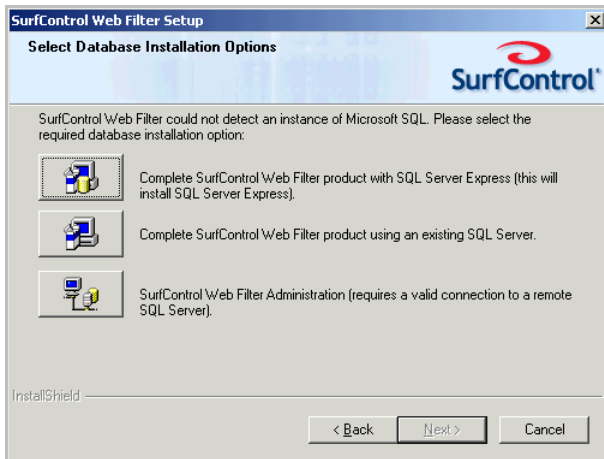 SurfControl Web Filter Setup
Select Database Installation Options
SurfControl
SurfControl Web Filter could not detect an instance of Microsoft SQL. Please select the
required database installation option:
Complete SurfControl Web Filter product with SQL Server Express (this will
install SQL Server Express).
Complete SurfControl Web Filter product using an existing SQL Server.
SurfControl Web Filter Administration (requires a valid connection to a remote
SQL Server).
InstallShield
< Back Next > Cancel